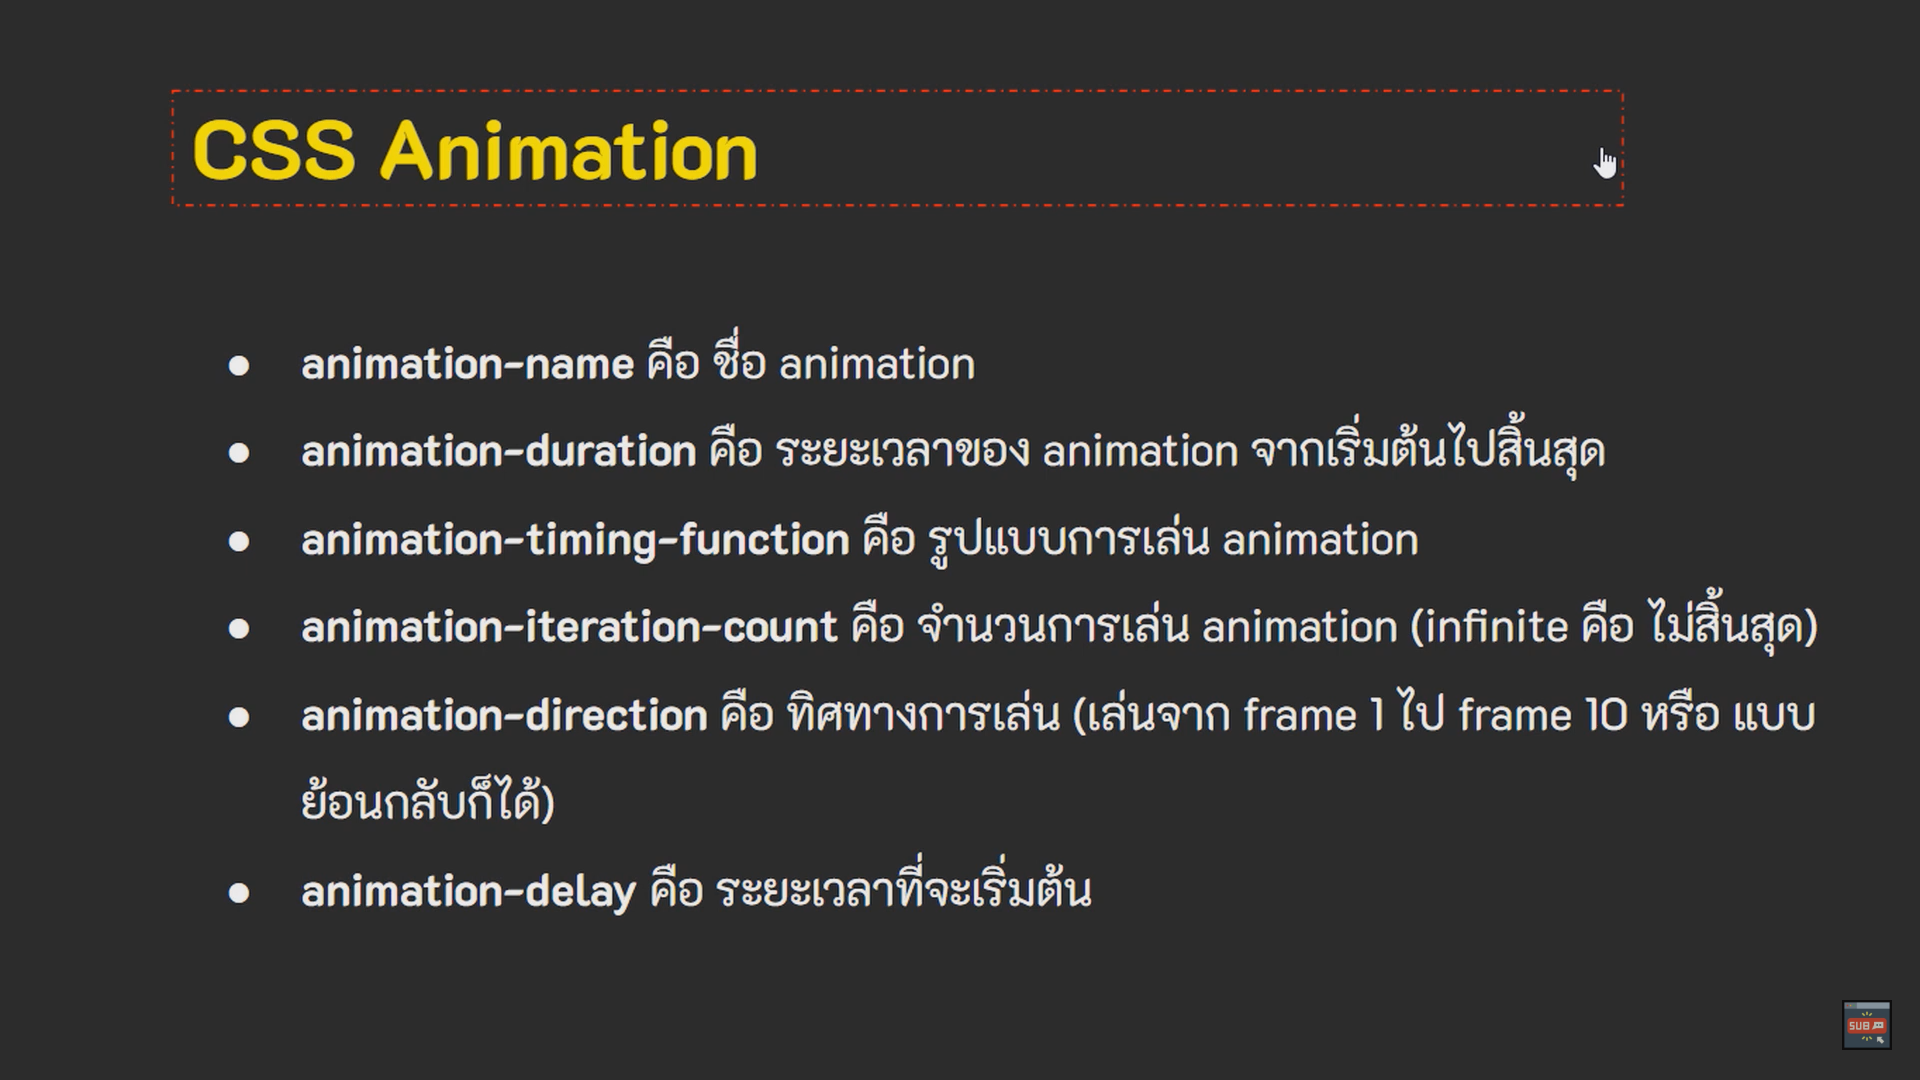 CSS Animation
● animation-name คือ ชื่อ animation
● animation-duration คือ ระยะเวลาของ animation จากเริ่มต้นไปสิ้นสุด
● animation-timing-function คือ รูปแบบการเล่น animation
● animation-iteration-count คือ จำนวนการเล่น animation (infinite คือ ไม่สิ้นสุด)
● animation-direction คือ ทิศทางการเล่น (เล่นจาก frame 1 ไป frame 10 หรือ แบบ
ย้อนกลับก็ได้)
● animation-delay คือ ระยะเวลาที่จะเริ่มต้น
SUB